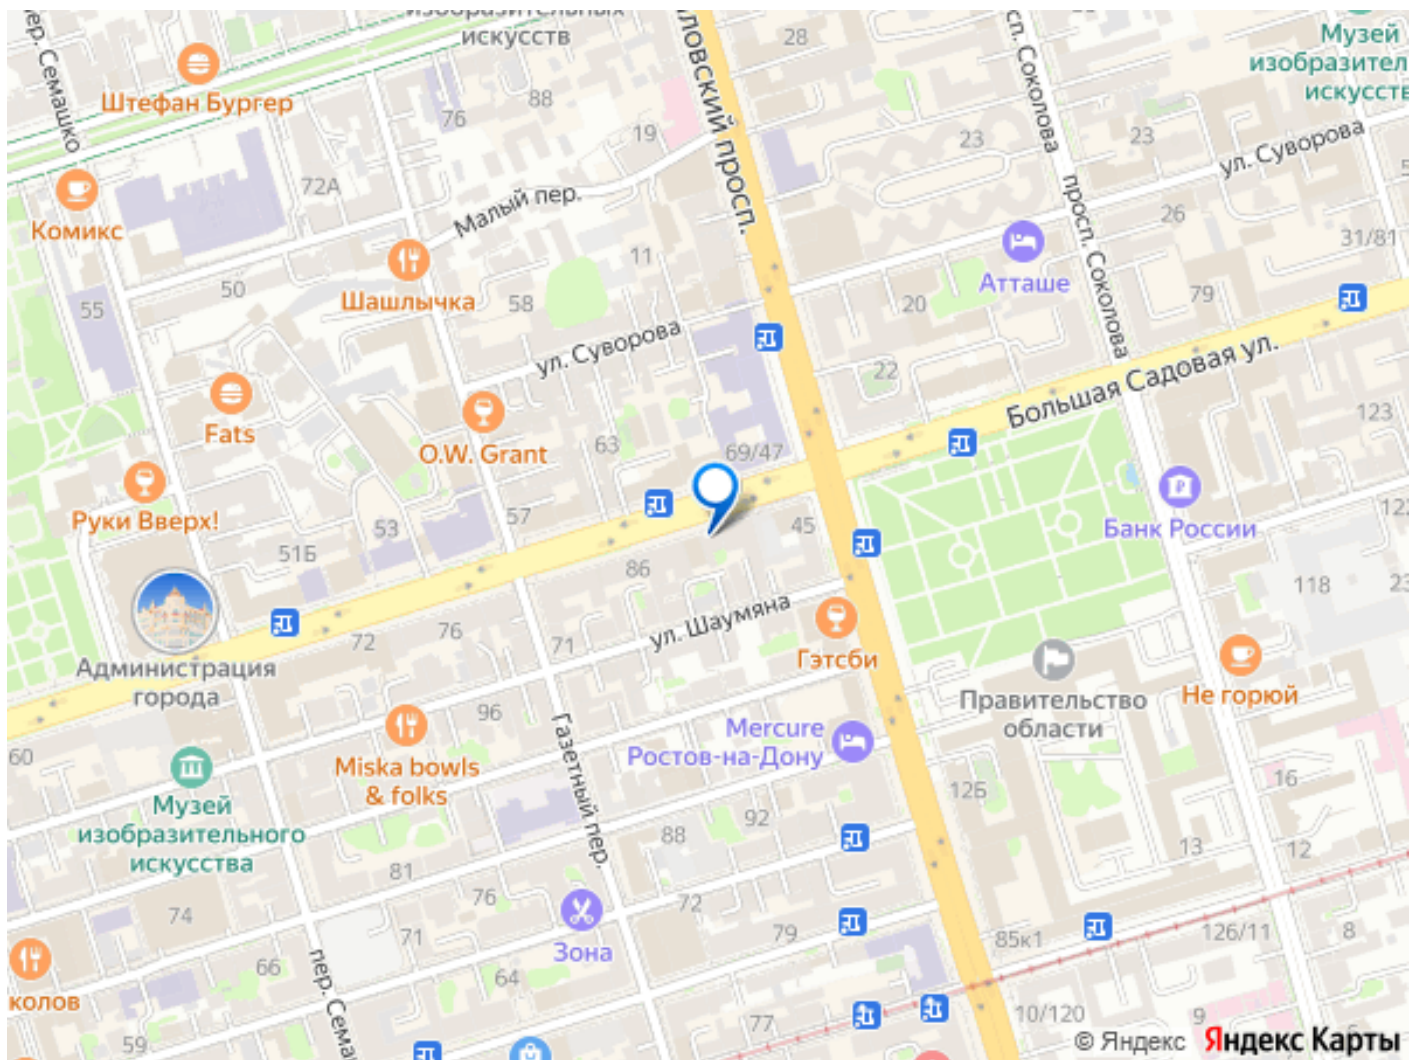 изобразительных
искусств
пер. Семашко
Штефан Бургер
76
88
19
28
ловский просп.
сп. Соколова
23
23
Музей
изобразител
искусств
ул. Суворова
Комикс
72А
Малый пер.
11
Шашлычка
50
58
55
ул. Суворова
Атташе
20
22
26
31/81
79
просп. Соколова
Большая Садовая ул.
123
Fats
O.W. Grant
63
69/47
57
53
51Б
Руки Вверх!
45
86
Банк России
118
Администрация
города
72
76
71
ул. Шаумяна
Гэтсби
Правительство
области
Не горюй
60
96
Музей
изобразительного
искусства
Miska bowls
& folks
Газетный пер.
Mercure
Ростов-на-Дону
125
16
13
12
92
88
81
76
74
71
66
64
72
79
Зона
85к1
126/11
8
колов
пер. Сема
59
77
10/120
9
6
© Яндекс Яндекс Карты